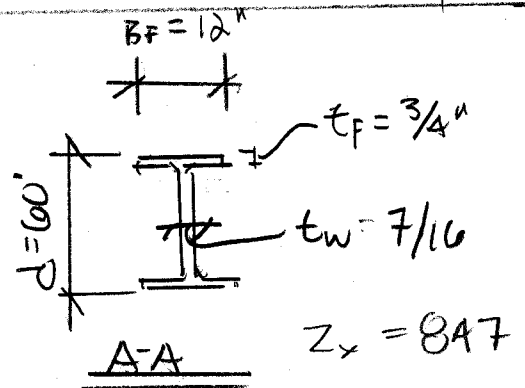 BF = 12"
tF = 3/4"
d=60'
tw - 7/16
Zx = 847
A-A